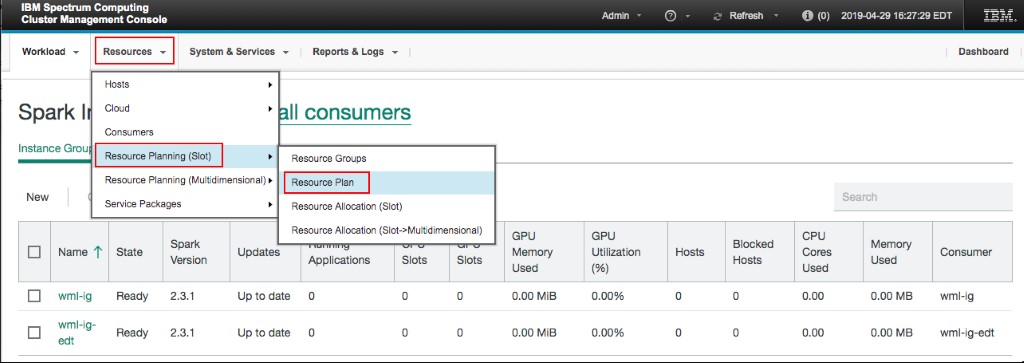 IBM Spectrum Computing
Cluster Management Console
Admin
Refresh
(0)
2019-04-29 16:27:29 EDT
IBM
Workload
Resources
System & Services
Reports & Logs
Dashboard
Hosts
Cloud
Consumers
Resource Planning (Slot)
Resource Planning (Multidimensional)
Service Packages
Resource Groups
Resource Plan
Resource Allocation (Slot)
Resource Allocation (Slot->Multidimensional)
Spark In
all consumers
Instance Group
New
Search
Name State Spark Version Updates Running Applications Slots Slots GPU Memory Used GPU Utilization (%) Hosts Blocked Hosts CPU Cores Used Memory Used Consumer
wml-ig Ready 2.3.1 Up to date 0 0 0 0.00 MiB 0.00% 0 0 0.00 0.00 MB wml-ig
wml-ig-edt Ready 2.3.1 Up to date 0 0 0 0.00 MiB 0.00% 0 0 0.00 0.00 MB wml-ig-edt